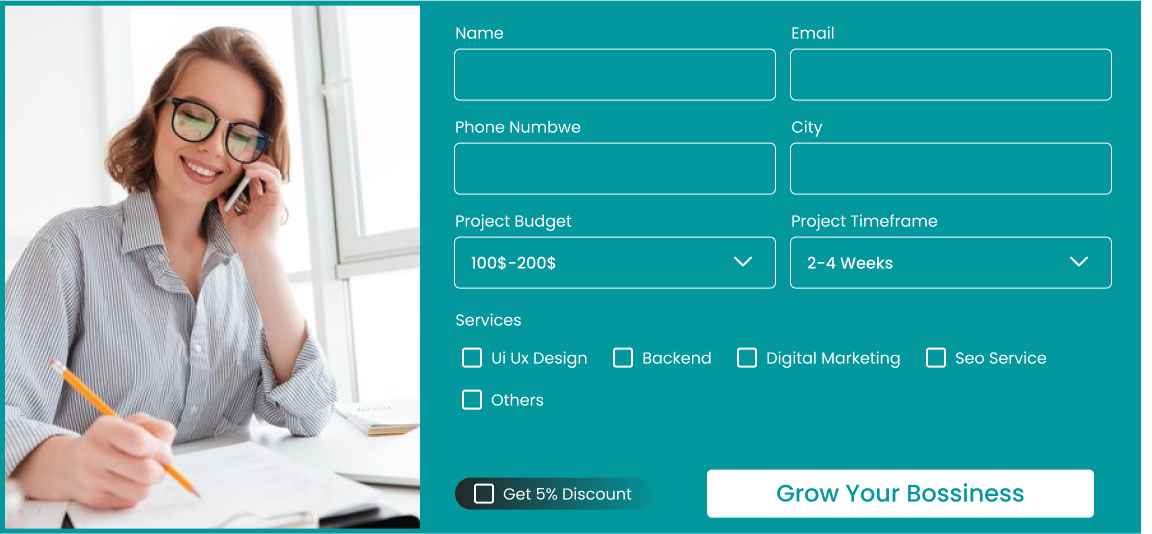 Name Email
Phone Numbwe City
Project Budget Project Timeframe
100$-200$ 2-4 Weeks
Services
Ui Ux Design Backend Digital Marketing Seo Service
Others
Get 5% Discount Grow Your Bossiness